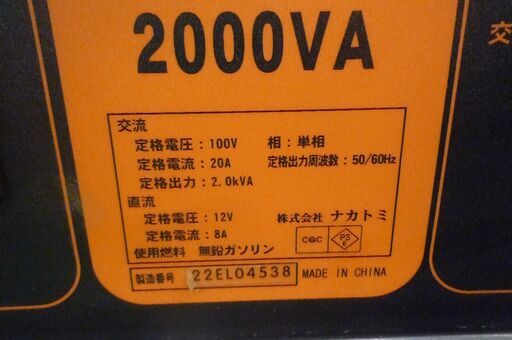 2000VA
交
交流
定格電圧：100V 相：単相
定格電流：20A 定格出力周波数：50/60Hz
定格出力：2.0kVA
直流
定格電圧：12V
定格電流：8A
株式会社 ナカトミ
使用燃料 無鉛ガソリン
CQC
PS
E
製造番号 22EL04538 MADE IN CHINA